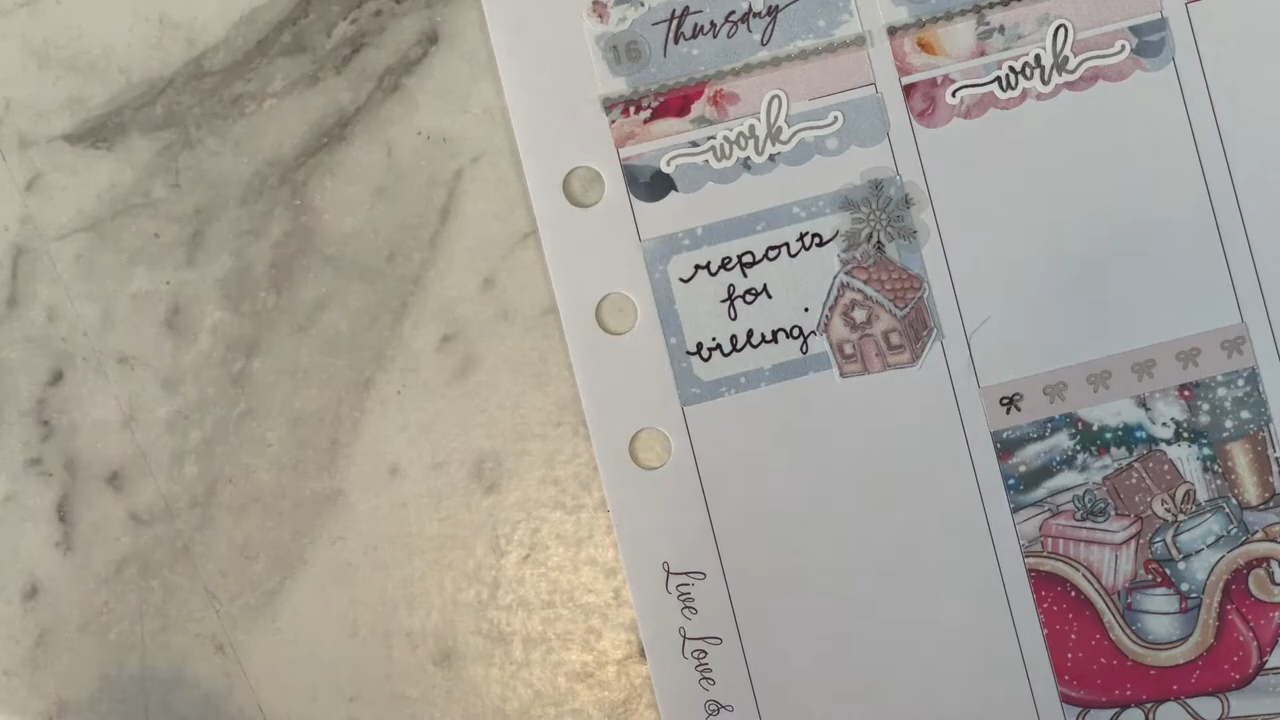 16 thursday
work
work
reports
for
billing
Live Love &